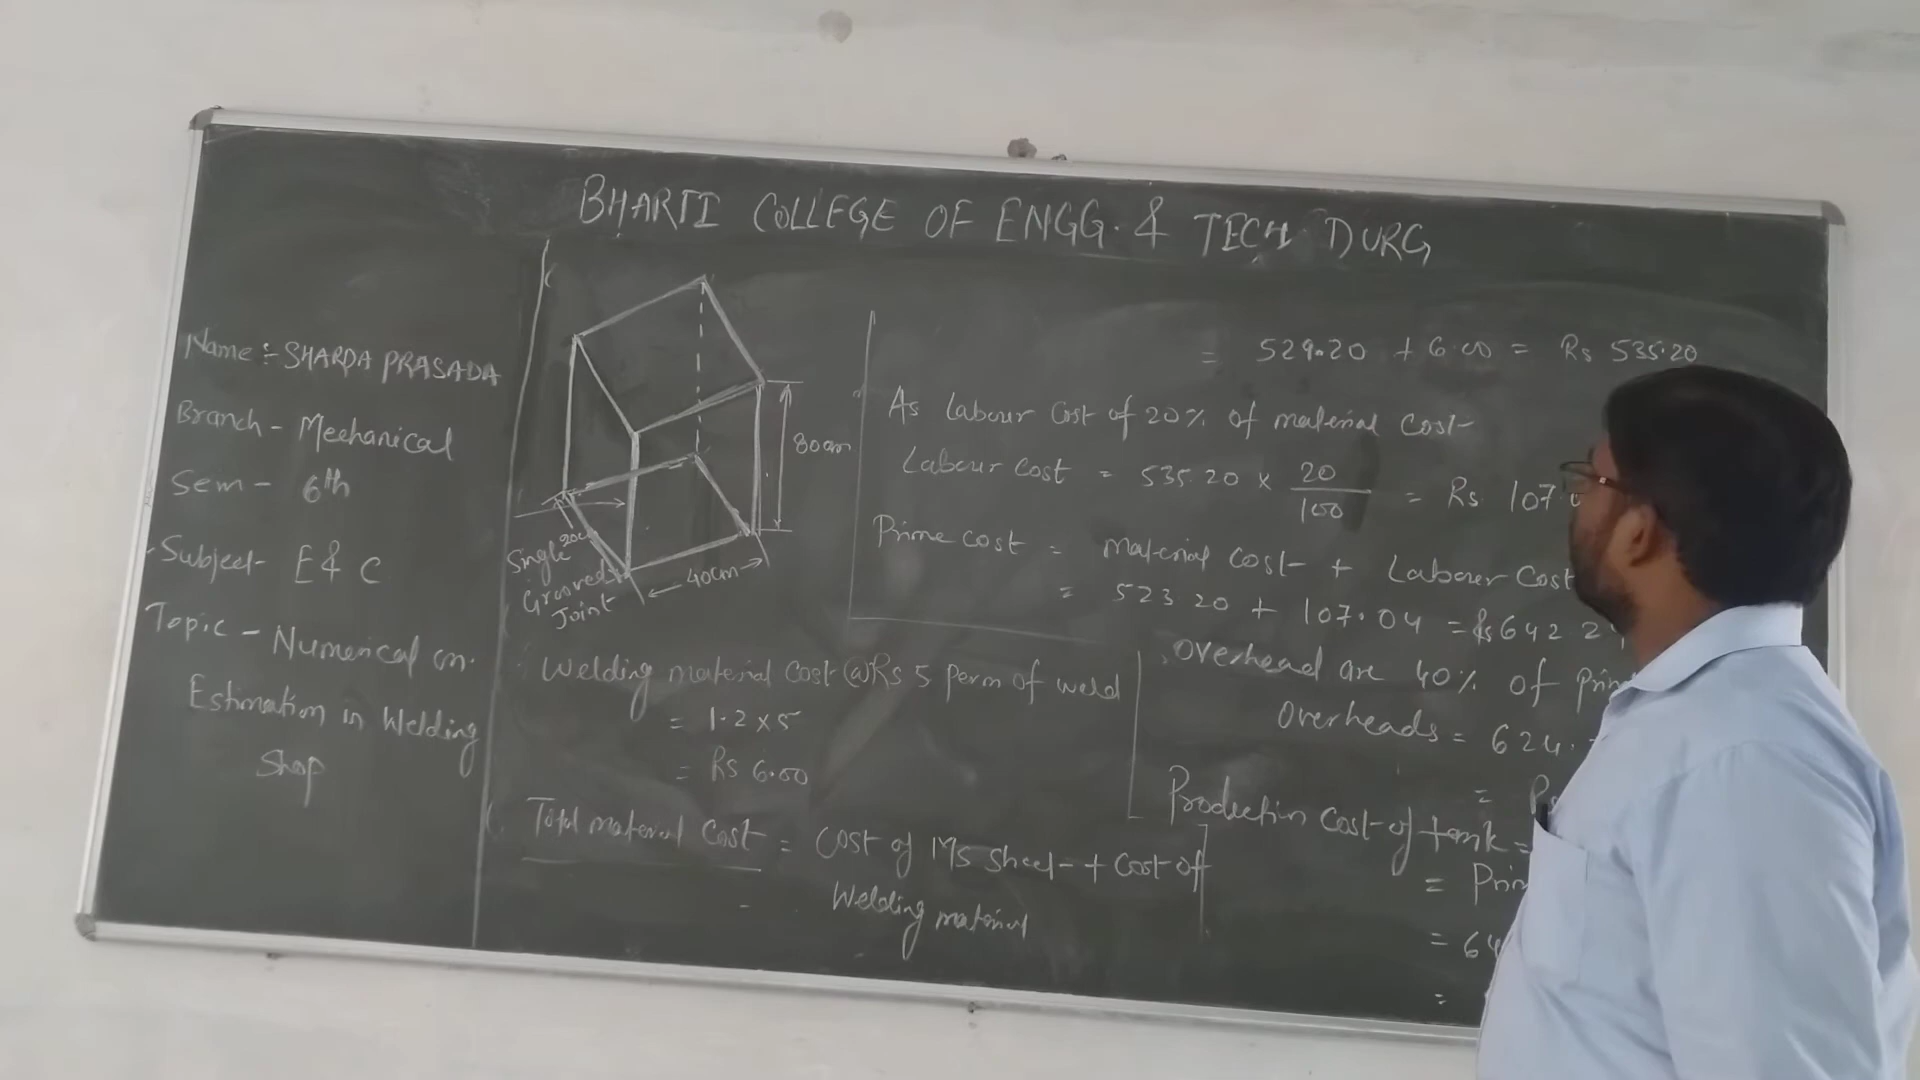 BHARTI COLLEGE OF ENGG. & TECH DURG
Name :- SHARDA PRASADA
Branch - Mechanical
Sem - 6th
Subject - E & C
Topic - Numerical on
Estimation in Welding
Shop
80cm
20c
40cm
Single
Grooved
Joint
Welding material cost @ Rs 5 per m of weld
= 1.2 x 5
= Rs 6.00
Total material Cost = Cost of MS Sheet + Cost of
Welding material
= 529.20 + 6.00 = Rs 535.20
As Labour Cost of 20% of material Cost
Labour Cost = 535.20 x 20/100 = Rs. 107.0
Prime Cost = Material Cost + Labour Cost
= 523 20 + 107.04 = Rs 642 24
Overhead are 40% of Prim
Overheads = 624.
= Rs
Production Cost of tank =
= Prim
= 64
=